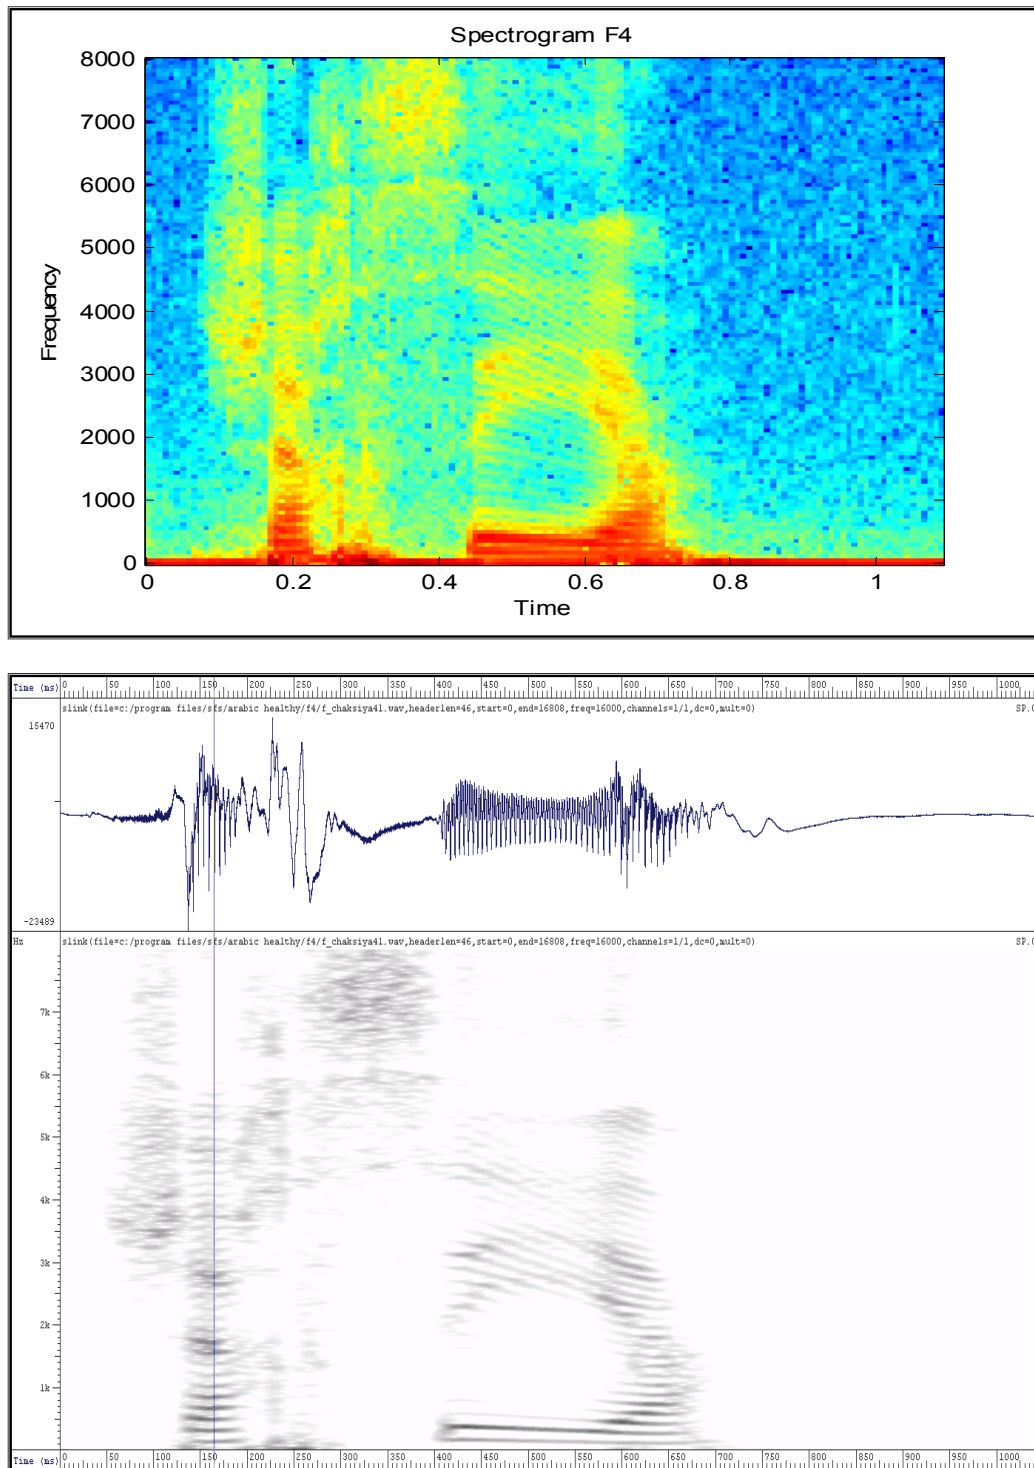 Spectrogram F4
8000
7000
6000
5000
4000
3000
2000
1000
0
Frequency
0 0.2 0.4 0.6 0.8 1
Time
Time (ms) 0 50 100 150 200 250 300 350 400 450 500 550 600 650 700 750 800 850 900 950 1000
slink(file=c:/program files/sfs/arabic healthy/f4/f_chaksiya41.wav,headerlen=46,start=0,end=16808,freq=16000,channels=1/1,dc=0,mult=0) SP.0
15470
-23489
Hz slink(file=c:/program files/sfs/arabic healthy/f4/f_chaksiya41.wav,headerlen=46,start=0,end=16808,freq=16000,channels=1/1,dc=0,mult=0) SP.0
7k
6k
5k
4k
3k
2k
1k
Time (ms) 0 50 100 150 200 250 300 350 400 450 500 550 600 650 700 750 800 850 900 950 1000